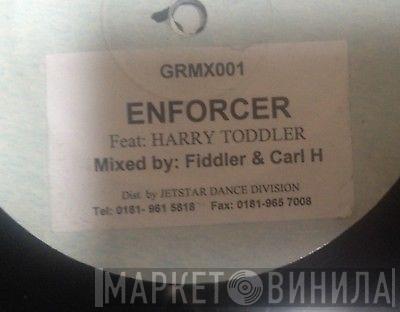 GRMX001
ENFORCER
Feat: HARRY TODDLER
Mixed by: Fiddler & Carl H
Dist. by JETSTAR DANCE DIVISION
Tel: 0181- 961 5818 Fax: 0181-965 7008
МАРКЕТ ВИНИЛА